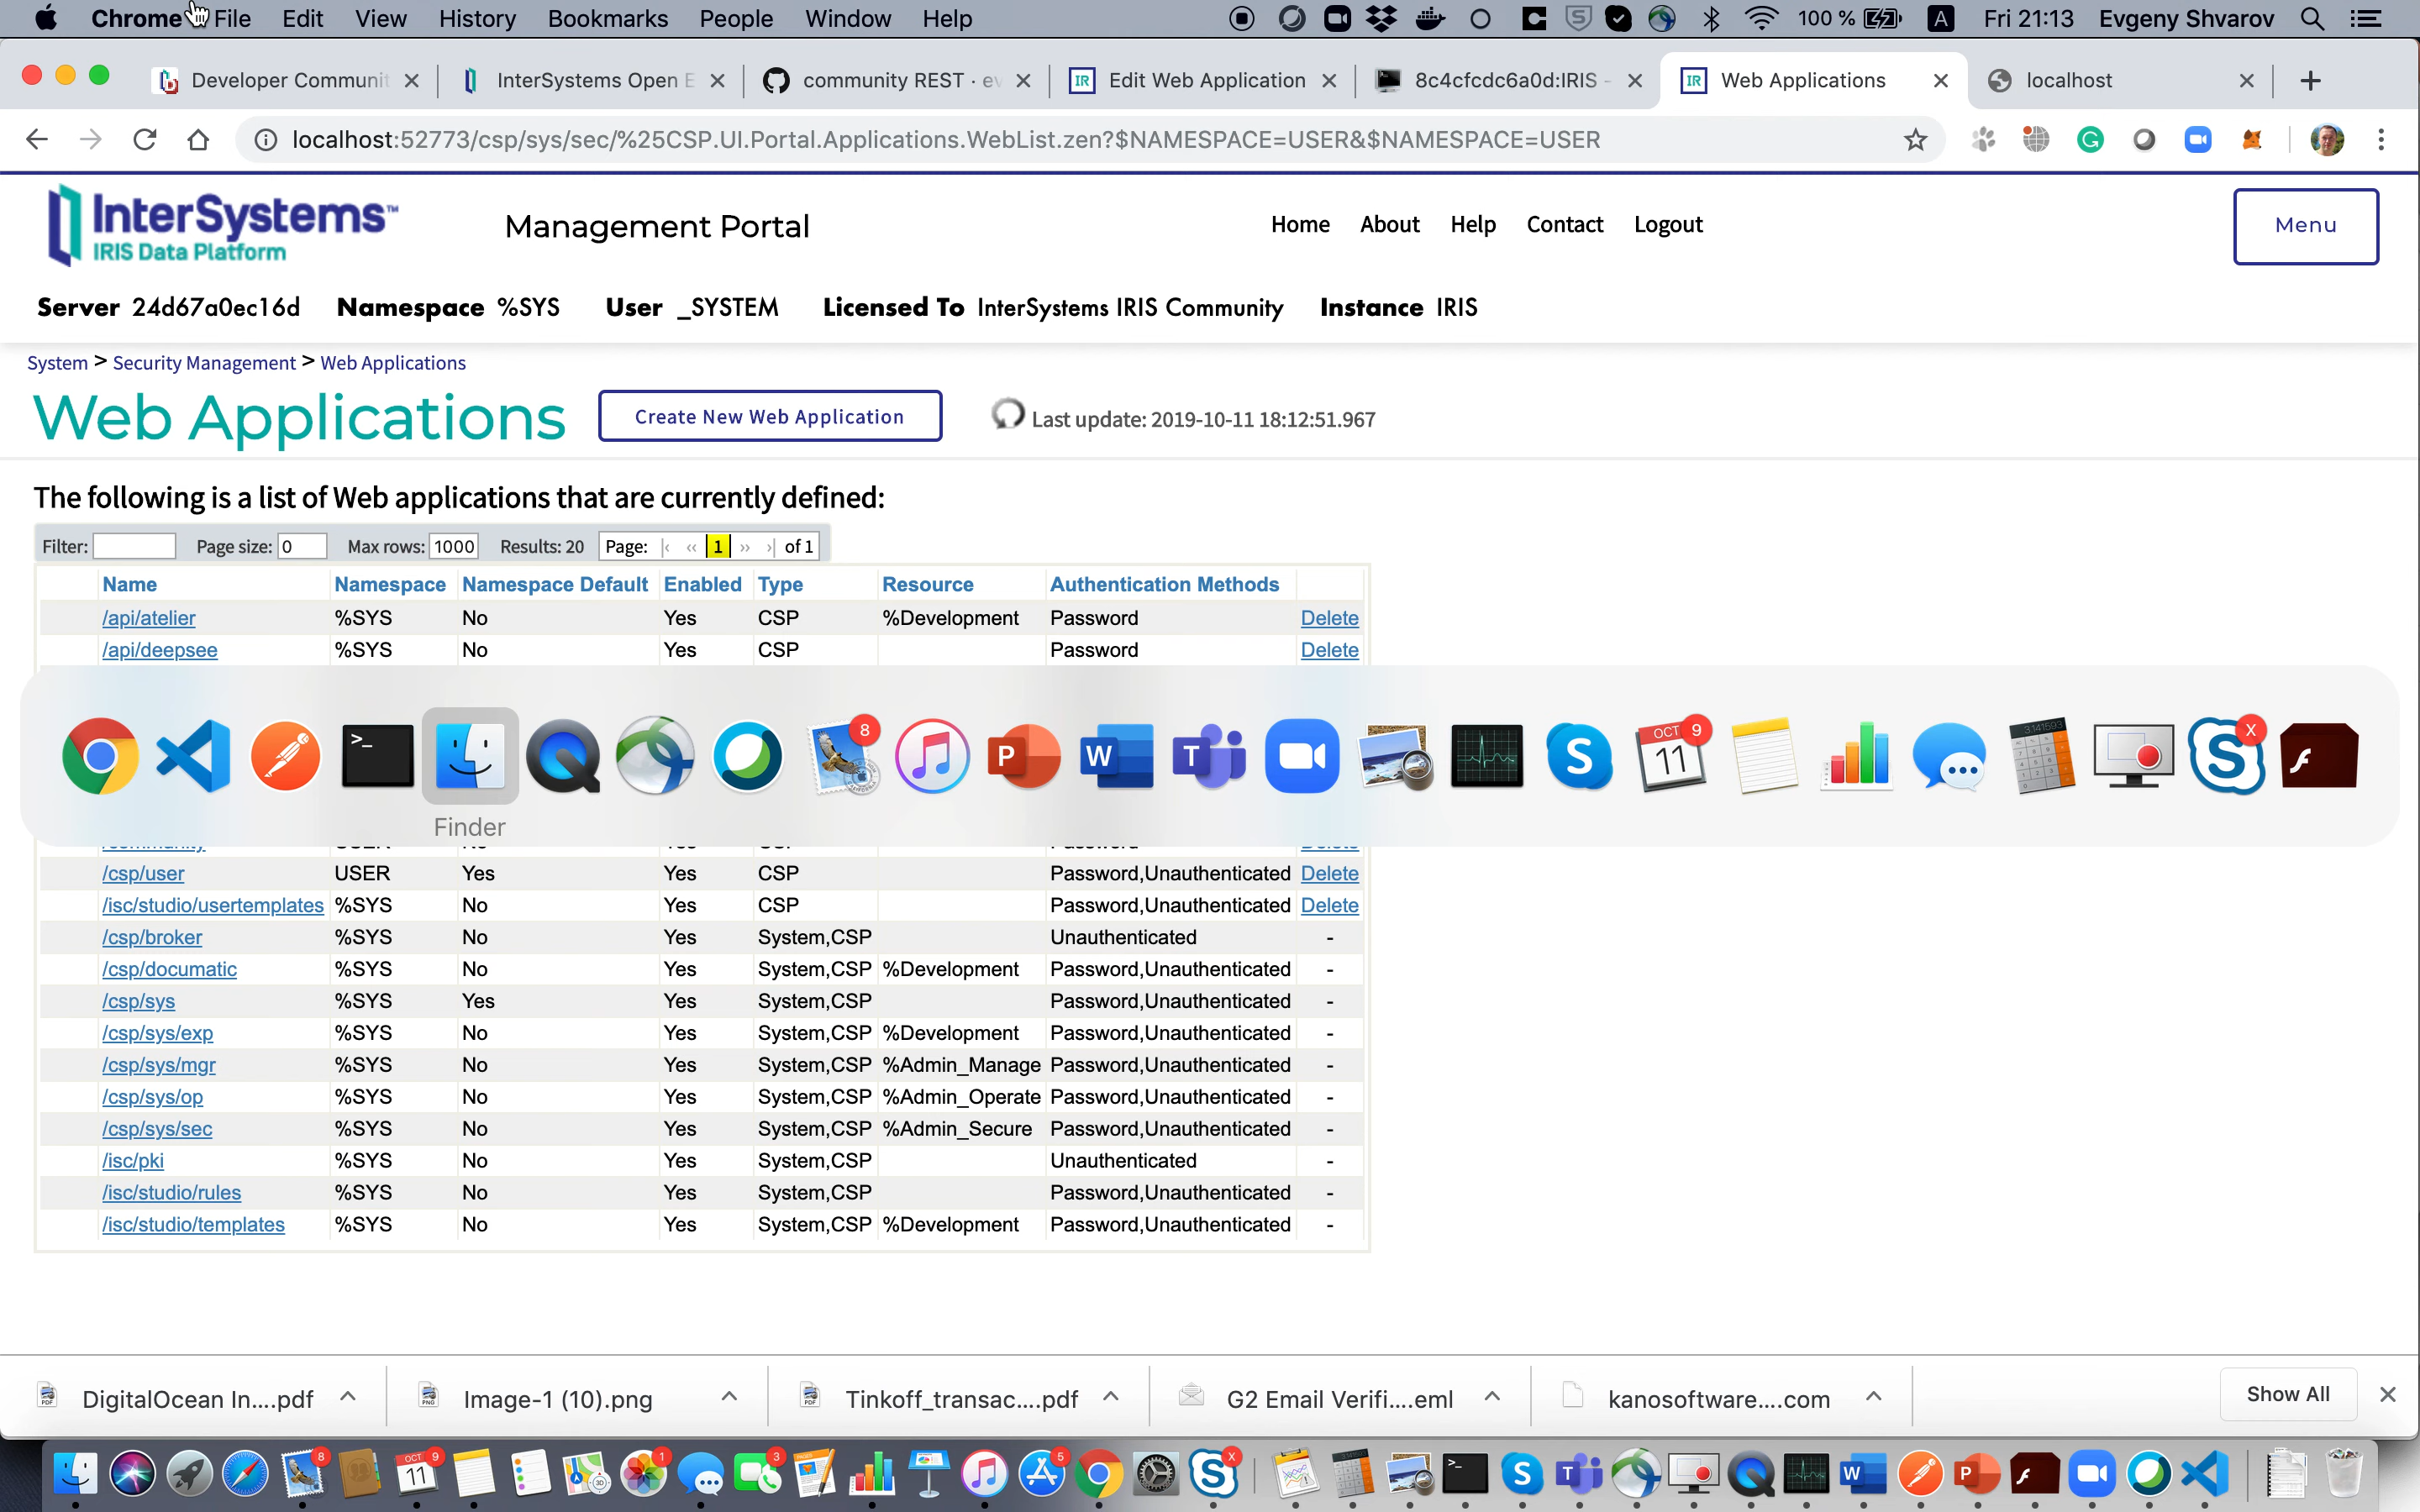 Chrome File Edit View History Bookmarks People Window Help 100 % A Fri 21:13 Evgeny Shvarov
Developer Communit InterSystems Open E community REST · ev Edit Web Application 8c4cfcdc6a0d:IRIS - Web Applications localhost
localhost:52773/csp/sys/sec/%25CSP.UI.Portal.Applications.WebList.zen?$NAMESPACE=USER&$NAMESPACE=USER
InterSystems™
IRIS Data Platform
Management Portal
Home About Help Contact Logout
Menu
Server 24d67a0ec16d Namespace %SYS User _SYSTEM Licensed To InterSystems IRIS Community Instance IRIS
System > Security Management > Web Applications
Web Applications Create New Web Application Last update: 2019-10-11 18:12:51.967
The following is a list of Web applications that are currently defined:
Filter: Page size: 0 Max rows: 1000 Results: 20 Page: |‹ ‹‹ 1 ›› ›| of 1
Name Namespace Namespace Default Enabled Type Resource Authentication Methods
/api/atelier %SYS No Yes CSP %Development Password Delete
/api/deepsee %SYS No Yes CSP Password Delete
8 OCT 11 9 X
Finder
/csp/user USER Yes Yes CSP Password,Unauthenticated Delete
/isc/studio/usertemplates %SYS No Yes CSP Password,Unauthenticated Delete
/csp/broker %SYS No Yes System,CSP Unauthenticated -
/csp/documatic %SYS No Yes System,CSP %Development Password,Unauthenticated -
/csp/sys %SYS Yes Yes System,CSP Password,Unauthenticated -
/csp/sys/exp %SYS No Yes System,CSP %Development Password,Unauthenticated -
/csp/sys/mgr %SYS No Yes System,CSP %Admin_Manage Password,Unauthenticated -
/csp/sys/op %SYS No Yes System,CSP %Admin_Operate Password,Unauthenticated -
/csp/sys/sec %SYS No Yes System,CSP %Admin_Secure Password,Unauthenticated -
/isc/pki %SYS No Yes System,CSP Unauthenticated -
/isc/studio/rules %SYS No Yes System,CSP Password,Unauthenticated -
/isc/studio/templates %SYS No Yes System,CSP %Development Password,Unauthenticated -
DigitalOcean In....pdf Image-1 (10).png Tinkoff_transac....pdf G2 Email Verifi....eml kanosoftware....com Show All
8 OCT 11 9 1 3 5 X